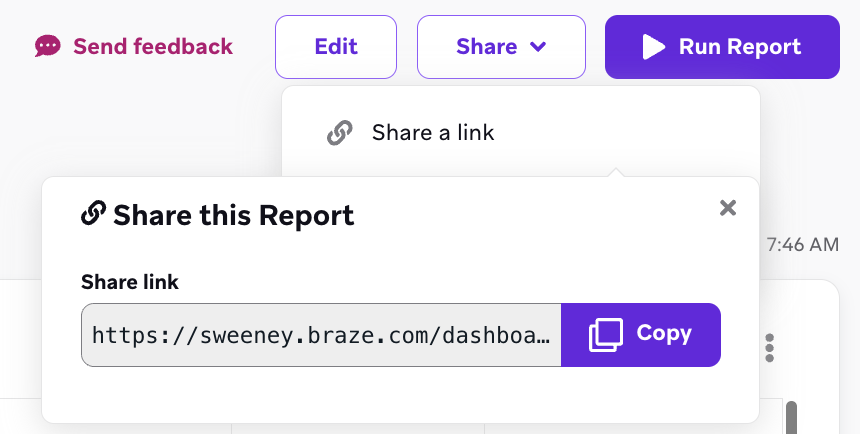 Send feedback
Edit
Share
Run Report
Share a link
Share this Report
7:46 AM
Share link
https://sweeney.braze.com/dashboa…
Copy